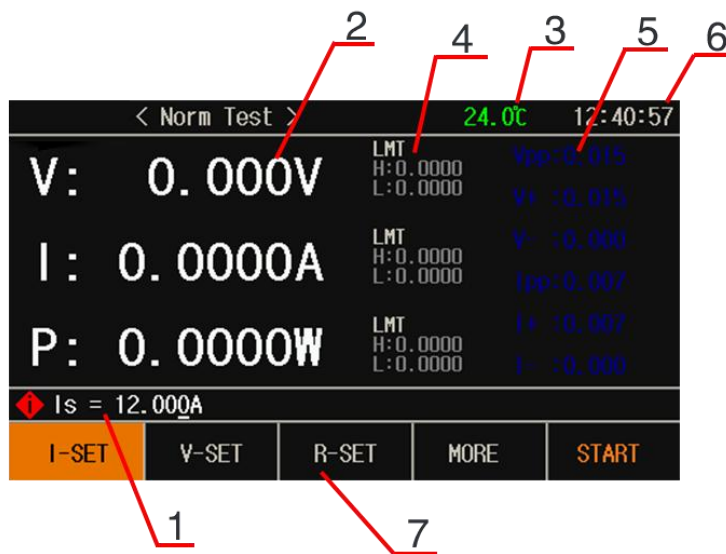 2 4 3 5 6
< Norm Test > 24.0℃ 12:40:57
V: 0.000V
LMT
H:0.0000
L:0.0000
Vpp:0.015
V+ :0.015
I: 0.0000A
LMT
H:0.0000
L:0.0000
V- :0.000
Ipp:0.007
P: 0.0000W
LMT
H:0.0000
L:0.0000
I+ :0.007
I- :0.000
Is = 12.000A
I-SET V-SET R-SET MORE START
1 7